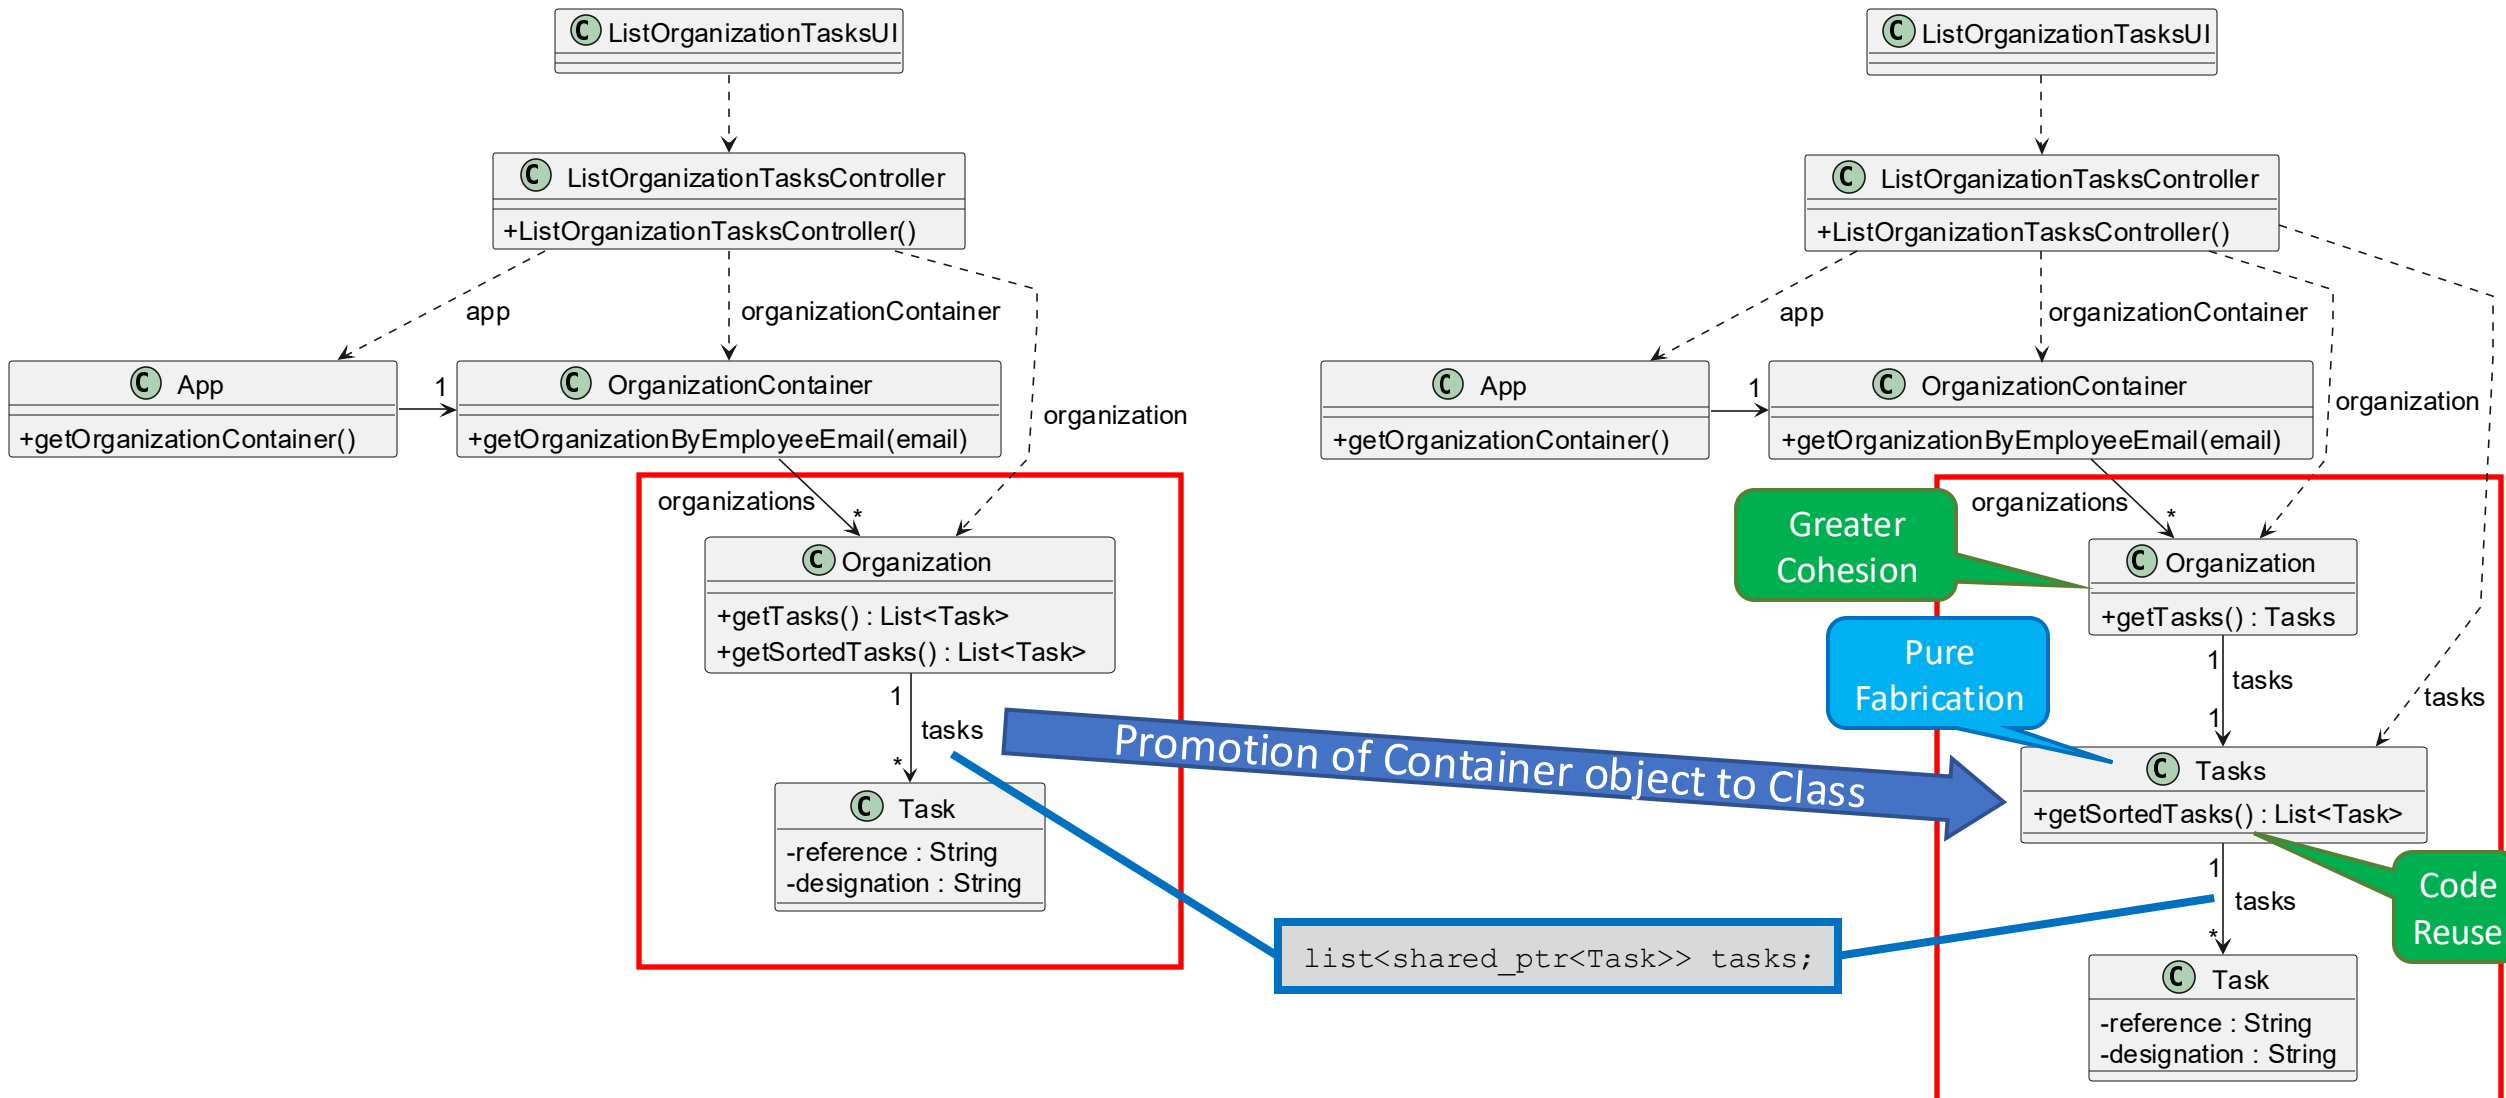 C ListOrganizationTasksUI
C ListOrganizationTasksController
+ListOrganizationTasksController()
app
organizationContainer
organization
C App
+getOrganizationContainer()
1
C OrganizationContainer
+getOrganizationByEmployeeEmail(email)
organizations
*
C Organization
+getTasks() : List<Task>
+getSortedTasks() : List<Task>
1
tasks
*
C Task
-reference : String
-designation : String
Promotion of Container object to Class
list<shared_ptr<Task>> tasks;
C ListOrganizationTasksUI
C ListOrganizationTasksController
+ListOrganizationTasksController()
app
organizationContainer
organization
tasks
C App
+getOrganizationContainer()
1
C OrganizationContainer
+getOrganizationByEmployeeEmail(email)
organizations
*
Greater
Cohesion
C Organization
+getTasks() : Tasks
1
tasks
1
Pure
Fabrication
C Tasks
+getSortedTasks() : List<Task>
1
tasks
*
Code
Reuse
C Task
-reference : String
-designation : String